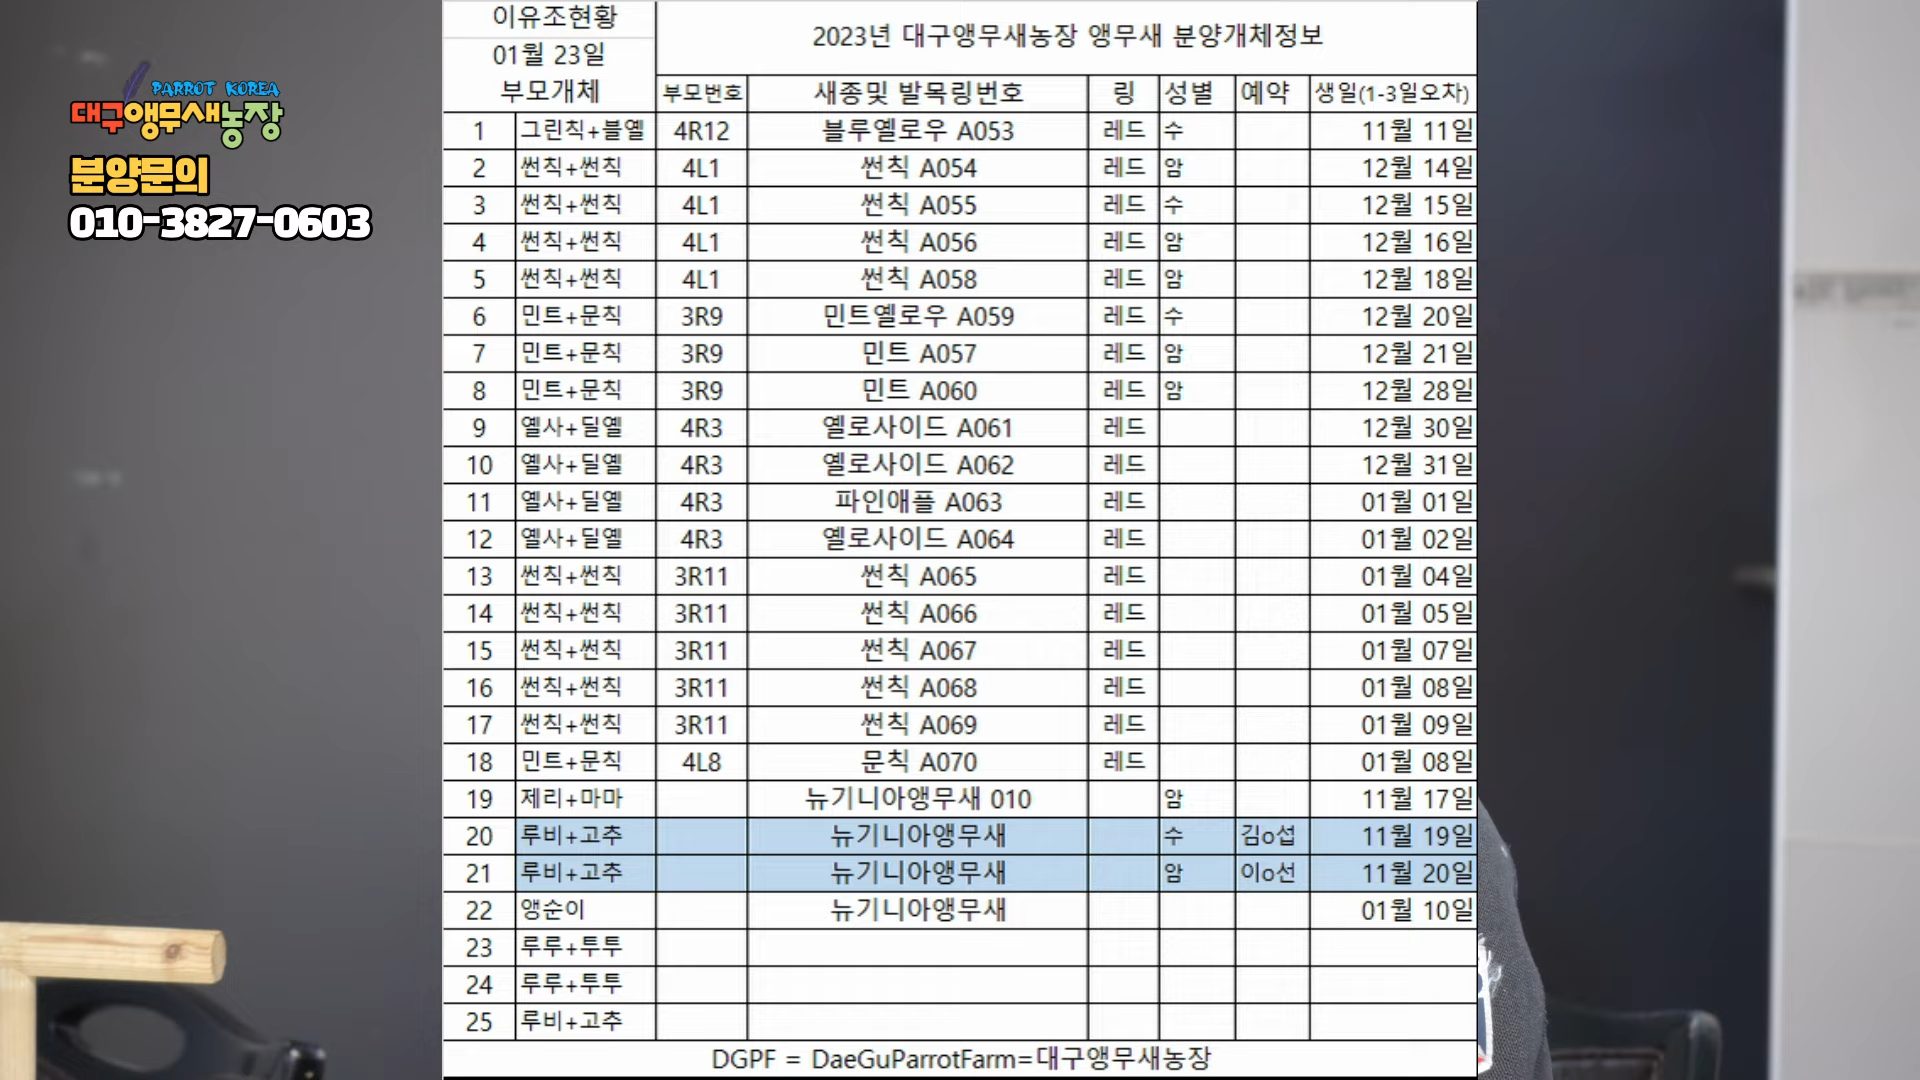 PARROT KOREA
대구앵무새농장
분양문의
010-3827-0603
이유조현황
01월 23일
2023년 대구앵무새농장 앵무새 분양개체정보
부모개체 부모번호 새종및 발목링번호 링 성별 예약 생일(1-3일오차)
1 그린칙+블옐 4R12 블루옐로우 A053 레드 수 11월 11일
2 썬칙+썬칙 4L1 썬칙 A054 레드 암 12월 14일
3 썬칙+썬칙 4L1 썬칙 A055 레드 수 12월 15일
4 썬칙+썬칙 4L1 썬칙 A056 레드 암 12월 16일
5 썬칙+썬칙 4L1 썬칙 A058 레드 암 12월 18일
6 민트+문칙 3R9 민트옐로우 A059 레드 수 12월 20일
7 민트+문칙 3R9 민트 A057 레드 암 12월 21일
8 민트+문칙 3R9 민트 A060 레드 암 12월 28일
9 옐사+딜옐 4R3 옐로사이드 A061 레드 12월 30일
10 옐사+딜옐 4R3 옐로사이드 A062 레드 12월 31일
11 옐사+딜옐 4R3 파인애플 A063 레드 01월 01일
12 옐사+딜옐 4R3 옐로사이드 A064 레드 01월 02일
13 썬칙+썬칙 3R11 썬칙 A065 레드 01월 04일
14 썬칙+썬칙 3R11 썬칙 A066 레드 01월 05일
15 썬칙+썬칙 3R11 썬칙 A067 레드 01월 07일
16 썬칙+썬칙 3R11 썬칙 A068 레드 01월 08일
17 썬칙+썬칙 3R11 썬칙 A069 레드 01월 09일
18 민트+문칙 4L8 문칙 A070 레드 01월 08일
19 제리+마마 뉴기니아앵무새 010 암 11월 17일
20 루비+고추 뉴기니아앵무새 수 김o섭 11월 19일
21 루비+고추 뉴기니아앵무새 암 이o선 11월 20일
22 앵순이 뉴기니아앵무새 01월 10일
23 루루+투투
24 루루+투투
25 루비+고추
DGPF = DaeGuParrotFarm=대구앵무새농장